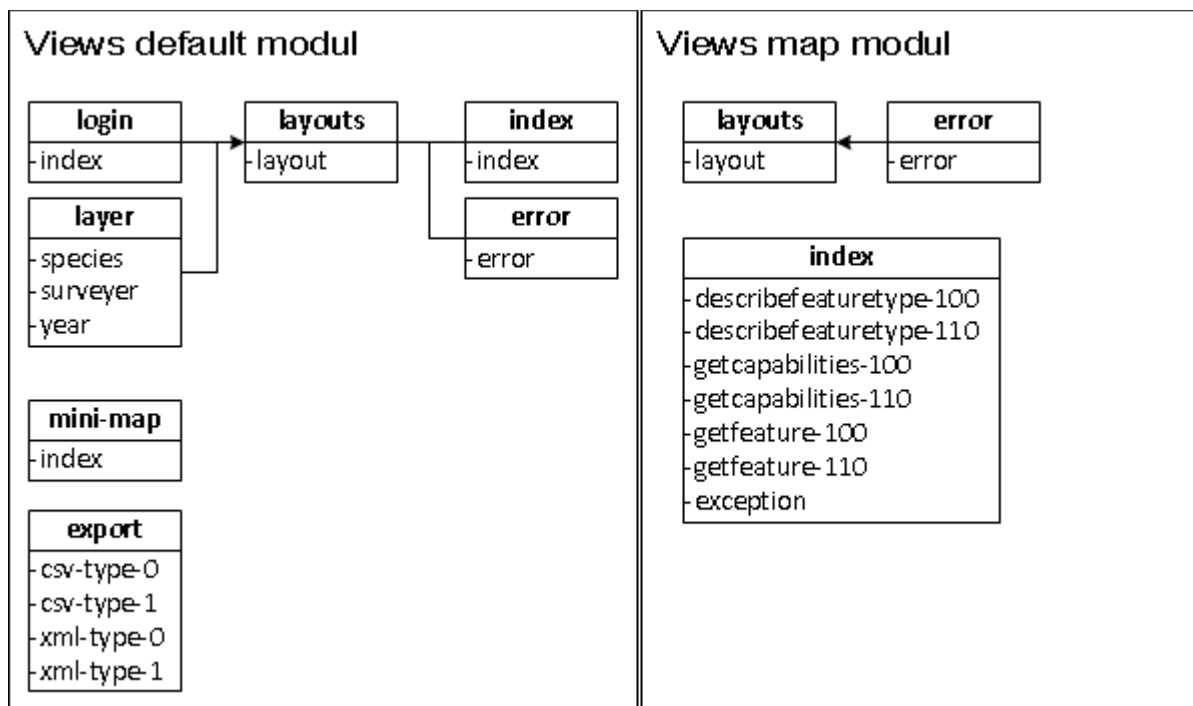 Views default modul
login
-index
layouts
-layout
index
-index
layer
-species
-surveyer
-year
error
-error
mini-map
-index
export
-csv-type-0
-csv-type-1
-xml-type-0
-xml-type-1
Views map modul
layouts
-layout
error
-error
index
-describefeaturetype-100
-describefeaturetype-110
-getcapabilities-100
-getcapabilities-110
-getfeature-100
-getfeature-110
-exception